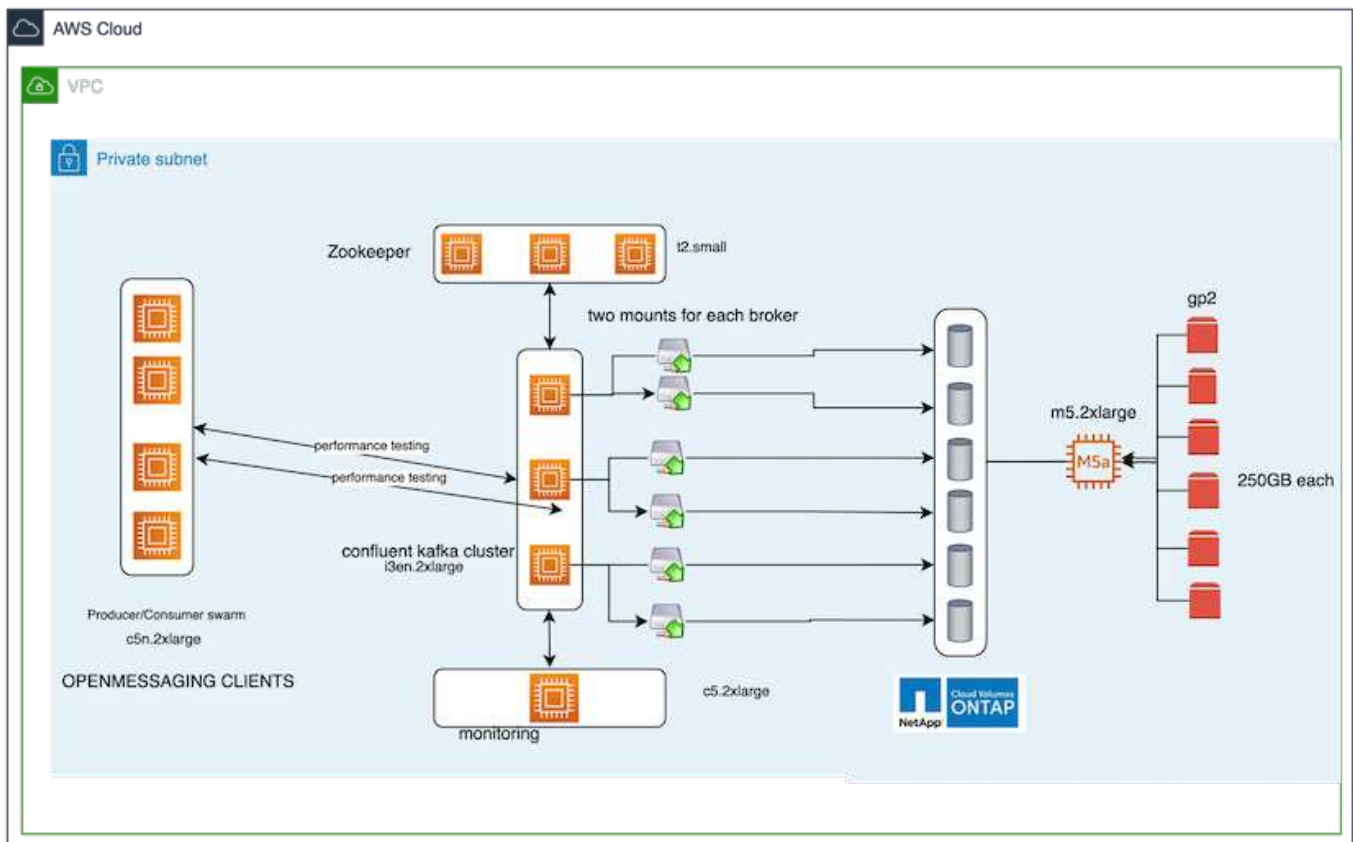 AWS Cloud
VPC
Private subnet
Zookeeper
t2.small
two mounts for each broker
gp2
m5.2xlarge
M5a
250GB each
performance testing
performance testing
confluent kafka cluster
i3en.2xlarge
Producer/Consumer swarm
c5n.2xlarge
OPENMESSAGING CLIENTS
c5.2xlarge
monitoring
NetApp
Cloud Volumes
ONTAP